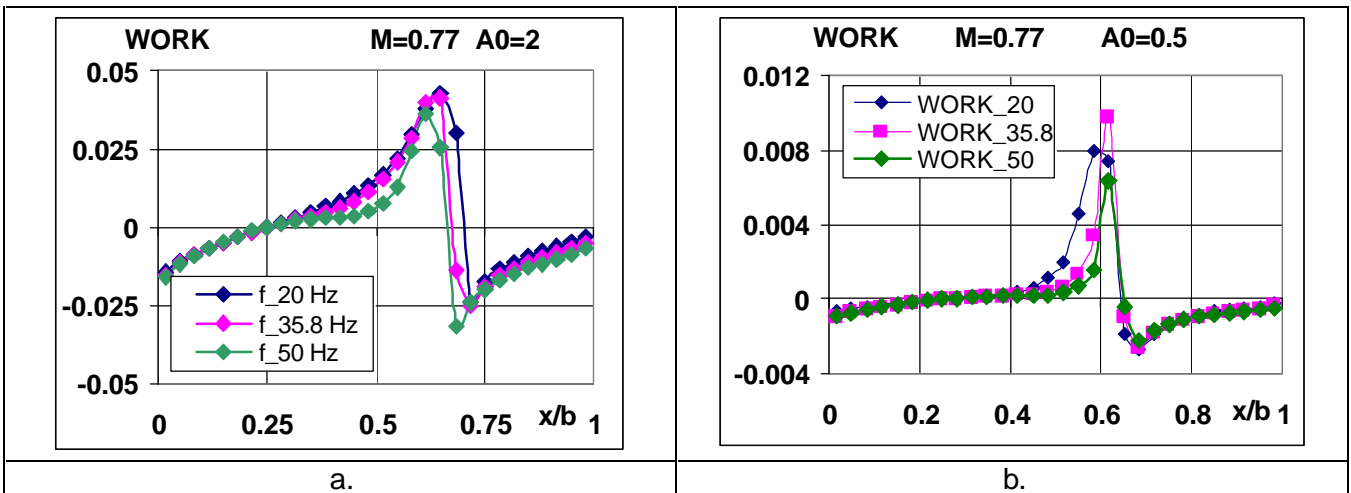 WORK M=0.77 A0=2
0.05
0.025
0
-0.025
-0.05
f_20 Hz
f_35.8 Hz
f_50 Hz
0 0.25 0.5 0.75 x/b 1
a.
WORK M=0.77 A0=0.5
0.012
0.008
0.004
0
-0.004
WORK_20
WORK_35.8
WORK_50
0 0.2 0.4 0.6 0.8 x/b 1
b.